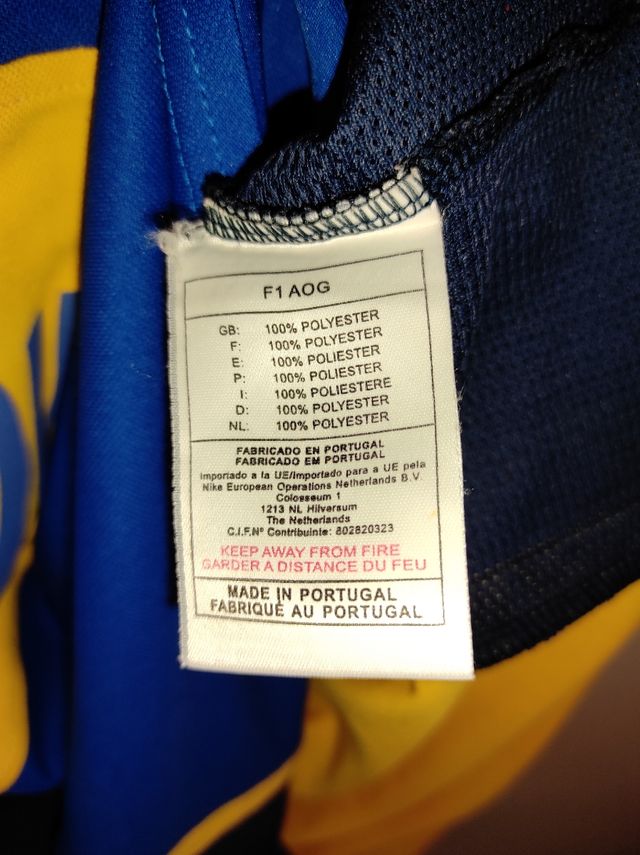 F1 AOG
GB: 100% POLYESTER
F: 100% POLYESTER
E: 100% POLIESTER
P: 100% POLIESTER
I: 100% POLIESTERE
D: 100% POLYESTER
NL: 100% POLYESTER
FABRICADO EN PORTUGAL
FABRICADO EM PORTUGAL
Importado a la UE/Importado para a UE pela
Nike European Operations Netherlands B.V.
Colosseum 1
1213 NL Hilversum
The Netherlands
C.I.F.Nº Contribuinte: 802820323
KEEP AWAY FROM FIRE
GARDER A DISTANCE DU FEU
MADE IN PORTUGAL
FABRIQUÉ AU PORTUGAL